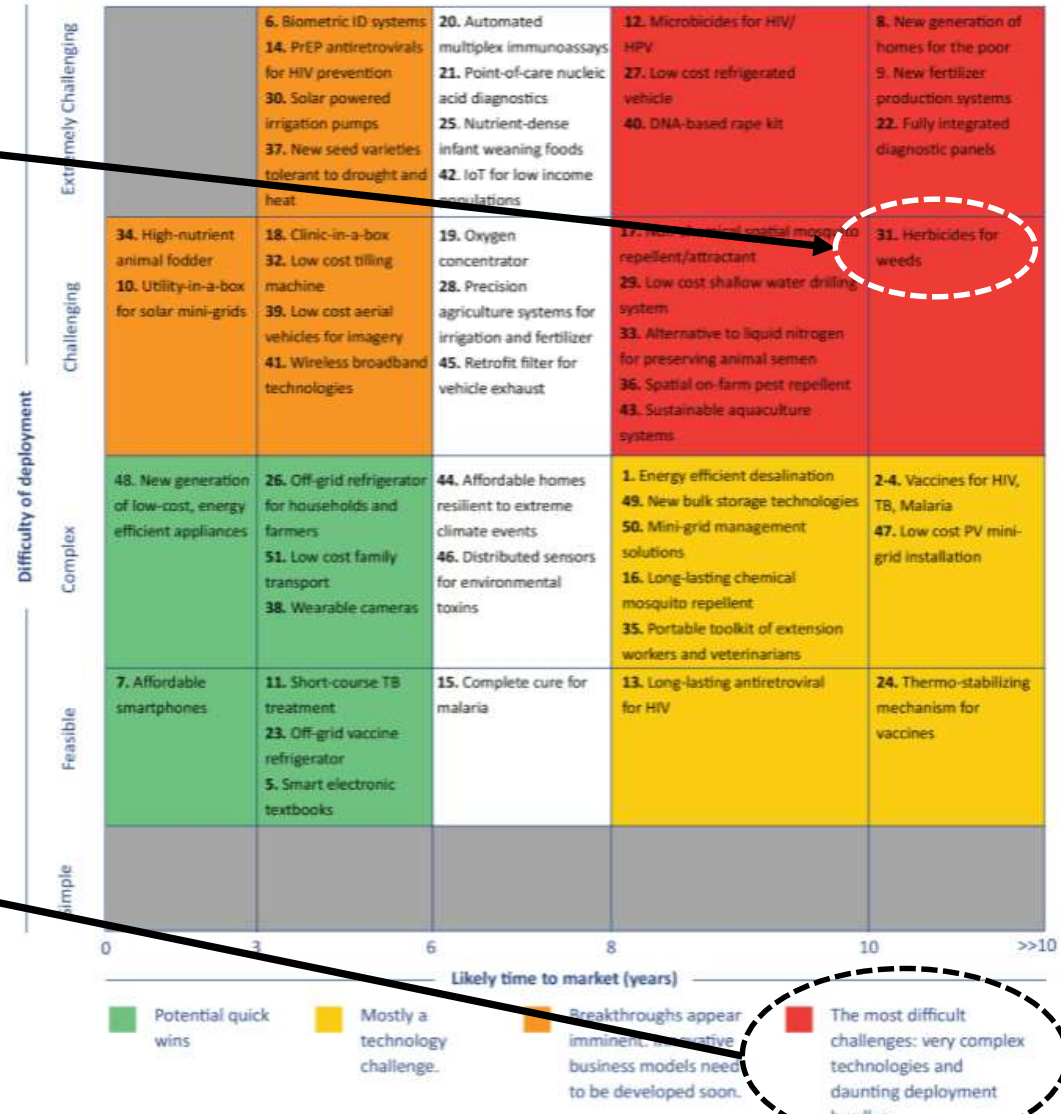 Difficulty of deployment
Extremely Challenging
6. Biometric ID systems
14. PrEP antiretrovirals
for HIV prevention
30. Solar powered
irrigation pumps
37. New seed varieties
tolerant to drought and
heat
20. Automated
multiplex immunoassays
21. Point-of-care nucleic
acid diagnostics
25. Nutrient-dense
infant weaning foods
42. IoT for low income
populations
12. Microbicides for HIV/
HPV
27. Low cost refrigerated
vehicle
40. DNA-based rape kit
8. New generation of
homes for the poor
9. New fertilizer
production systems
22. Fully integrated
diagnostic panels
Challenging
34. High-nutrient
animal fodder
10. Utility-in-a-box
for solar mini-grids
18. Clinic-in-a-box
32. Low cost tilling
machine
39. Low cost aerial
vehicles for imagery
41. Wireless broadband
technologies
19. Oxygen
concentrator
28. Precision
agriculture systems for
irrigation and fertilizer
45. Retrofit filter for
vehicle exhaust
17. spatial mosquito
repellent/attractant
29. Low cost shallow water drilling
system
33. Alternative to liquid nitrogen
for preserving animal semen
36. Spatial on-farm pest repellent
43. Sustainable aquaculture
systems
31. Herbicides for
weeds
Complex
48. New generation
of low-cost, energy
efficient appliances
26. Off-grid refrigerator
for households and
farmers
51. Low cost family
transport
38. Wearable cameras
44. Affordable homes
resilient to extreme
climate events
46. Distributed sensors
for environmental
toxins
1. Energy efficient desalination
49. New bulk storage technologies
50. Mini-grid management
solutions
16. Long-lasting chemical
mosquito repellent
35. Portable toolkit of extension
workers and veterinarians
2-4. Vaccines for HIV,
TB, Malaria
47. Low cost PV mini-
grid installation
Feasible
7. Affordable
smartphones
11. Short-course TB
treatment
23. Off-grid vaccine
refrigerator
5. Smart electronic
textbooks
15. Complete cure for
malaria
13. Long-lasting antiretroviral
for HIV
24. Thermo-stabilizing
mechanism for
vaccines
Simple
0 3 6 8 10 >>10
Likely time to market (years)
Potential quick
wins
Mostly a
technology
challenge.
Breakthroughs appear
imminent.
business models need
to be developed soon.
The most difficult
challenges: very complex
technologies and
daunting deployment